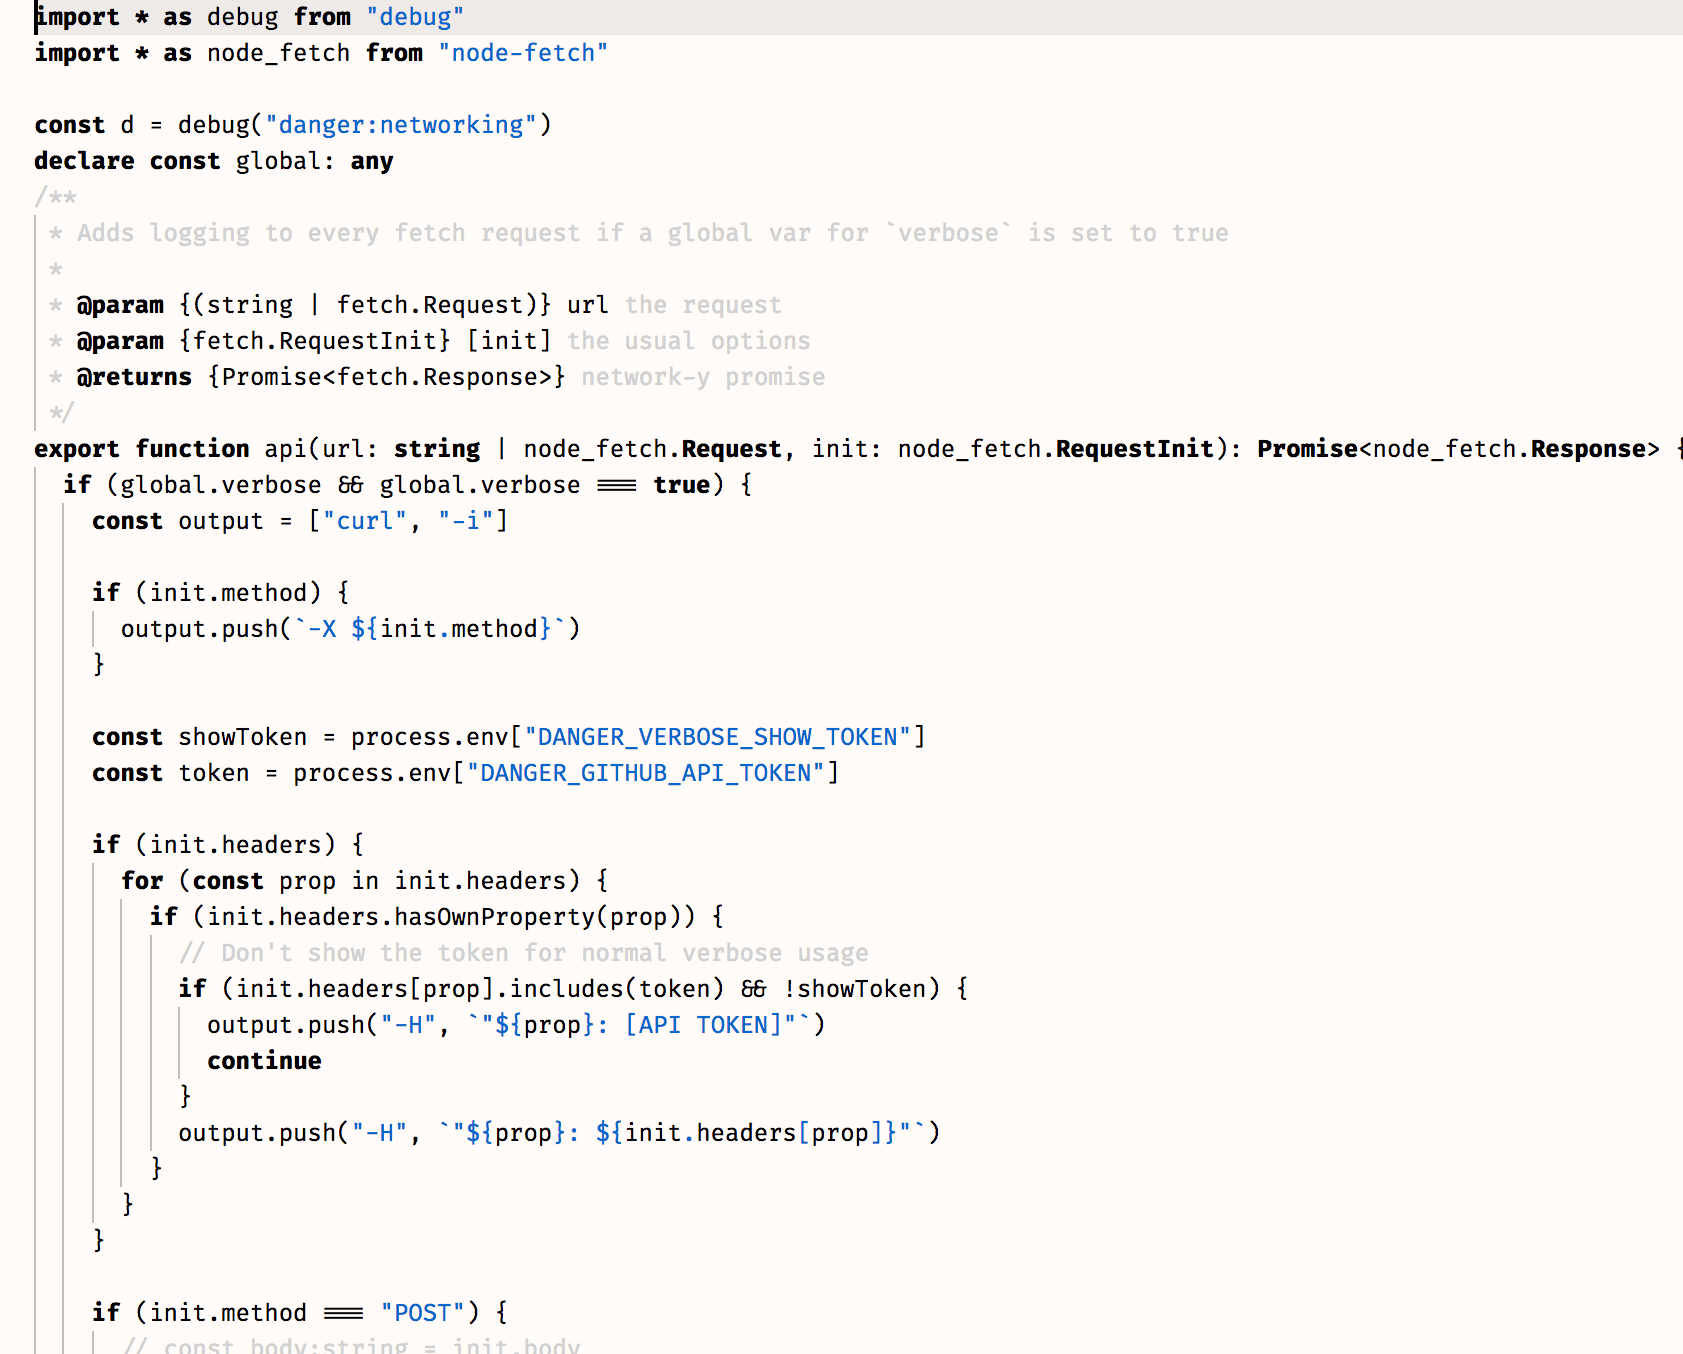 import * as debug from "debug"
import * as node_fetch from "node-fetch"

const d = debug("danger:networking")
declare const global: any
/**
 * Adds logging to every fetch request if a global var for `verbose` is set to true
 *
 * @param {(string | fetch.Request)} url the request
 * @param {fetch.RequestInit} [init] the usual options
 * @returns {Promise<fetch.Response>} network-y promise
 */
export function api(url: string | node_fetch.Request, init: node_fetch.RequestInit): Promise<node_fetch.Response> {
  if (global.verbose && global.verbose === true) {
    const output = ["curl", "-i"]

    if (init.method) {
      output.push(`-X ${init.method}`)
    }

    const showToken = process.env["DANGER_VERBOSE_SHOW_TOKEN"]
    const token = process.env["DANGER_GITHUB_API_TOKEN"]

    if (init.headers) {
      for (const prop in init.headers) {
        if (init.headers.hasOwnProperty(prop)) {
          // Don't show the token for normal verbose usage
          if (init.headers[prop].includes(token) && !showToken) {
            output.push("-H", `"${prop}: [API TOKEN]"`)
            continue
          }
          output.push("-H", `"${prop}: ${init.headers[prop]}"`)
        }
      }
    }

    if (init.method === "POST") {
      // const body:string = init.body